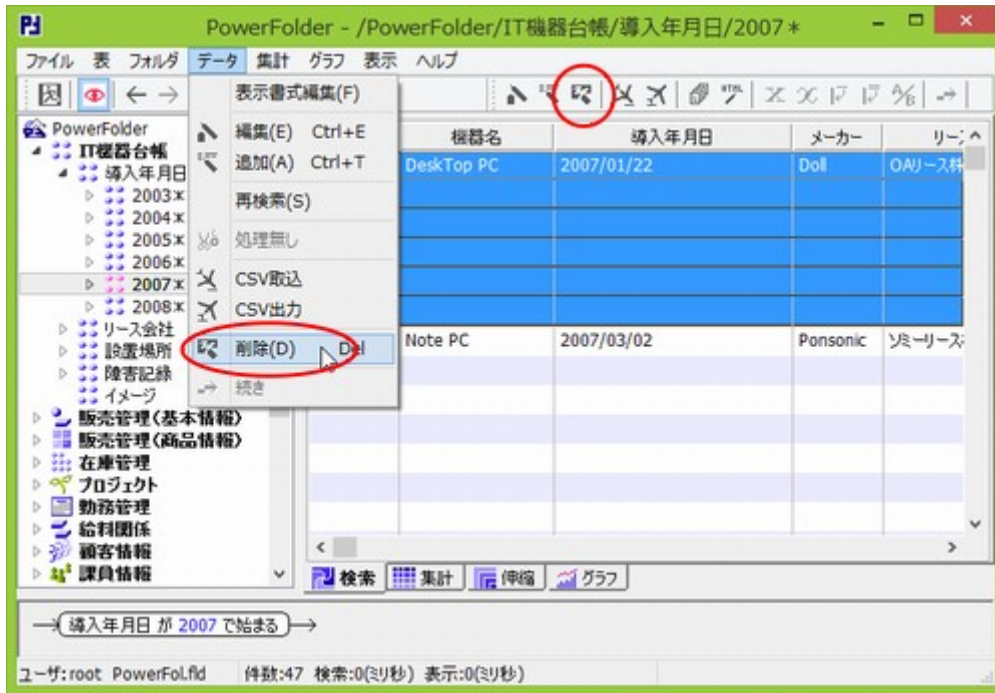 PowerFolder - /PowerFolder/IT機器台帳/導入年月日/2007*
ファイル 表 フォルダ データ 集計 グラフ 表示 ヘルプ
表示書式編集(F)
編集(E) Ctrl+E
追加(A) Ctrl+T
再検索(S)
処理無し
CSV取込
CSV出力
削除(D) Del
続き
PowerFolder
IT機器台帳
導入年月日
2003*
2004*
2005*
2006*
2007*
2008*
リース会社
設置場所
障害記録
イメージ
販売管理(基本情報)
販売管理(商品情報)
在庫管理
プロジェクト
勤務管理
給料関係
顧客情報
課員情報
機器名 導入年月日 メーカー リー
DeskTop PC 2007/01/22 Doll OAリース株
Note PC 2007/03/02 Ponsonic ソミーリース
検索 集計 伸縮 グラフ
導入年月日 が 2007 で始まる
ユーザ:root PowerFol.fld 件数:47 検索:0(ミリ秒) 表示:0(ミリ秒)